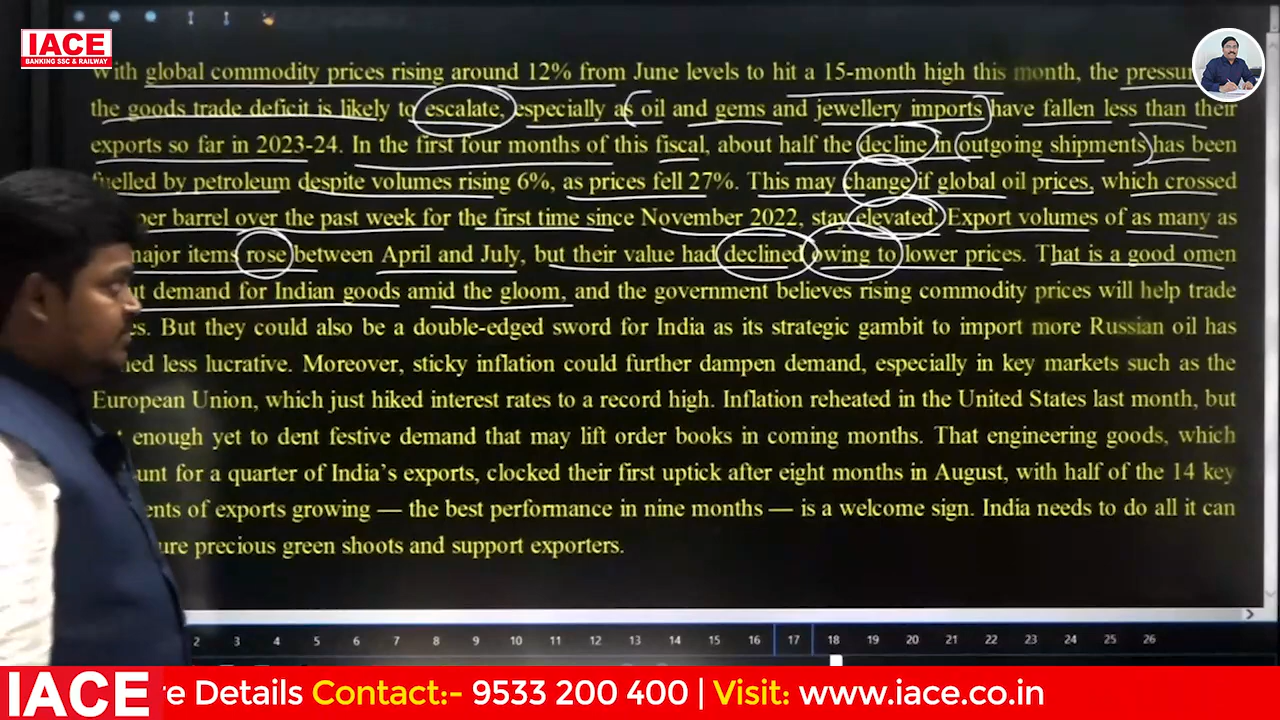 IACE
BANKING SSC & RAILWAY
With global commodity prices rising around 12% from June levels to hit a 15-month high this month, the
the goods trade deficit is likely to escalate, especially as oil and gems and jewellery imports have fallen less than their
exports so far in 2023-24. In the first four months of this fiscal, about half the decline in outgoing shipments has been
fuelled by petroleum despite volumes rising 6%, as prices fell 27%. This may change if global oil prices, which crossed
per barrel over the past week for the first time since November 2022, stay elevated. Export volumes of as many as
major items rose between April and July, but their value had declined owing to lower prices. That is a good omen
demand for Indian goods amid the gloom, and the government believes rising commodity prices will help trade
But they could also be a double-edged sword for India as its strategic gambit to import more Russian oil has
less lucrative. Moreover, sticky inflation could further dampen demand, especially in key markets such as the
European Union, which just hiked interest rates to a record high. Inflation reheated in the United States last month, but
enough yet to dent festive demand that may lift order books in coming months. That engineering goods, which
for a quarter of India's exports, clocked their first uptick after eight months in August, with half of the 14 key
of exports growing — the best performance in nine months — is a welcome sign. India needs to do all it can
precious green shoots and support exporters.
2 3 4 5 6 7 8 9 10 11 12 13 14 15 16 17 18 19 20 21 22 23 24 25 26
IACE
Details Contact:- 9533 200 400 | Visit: www.iace.co.in